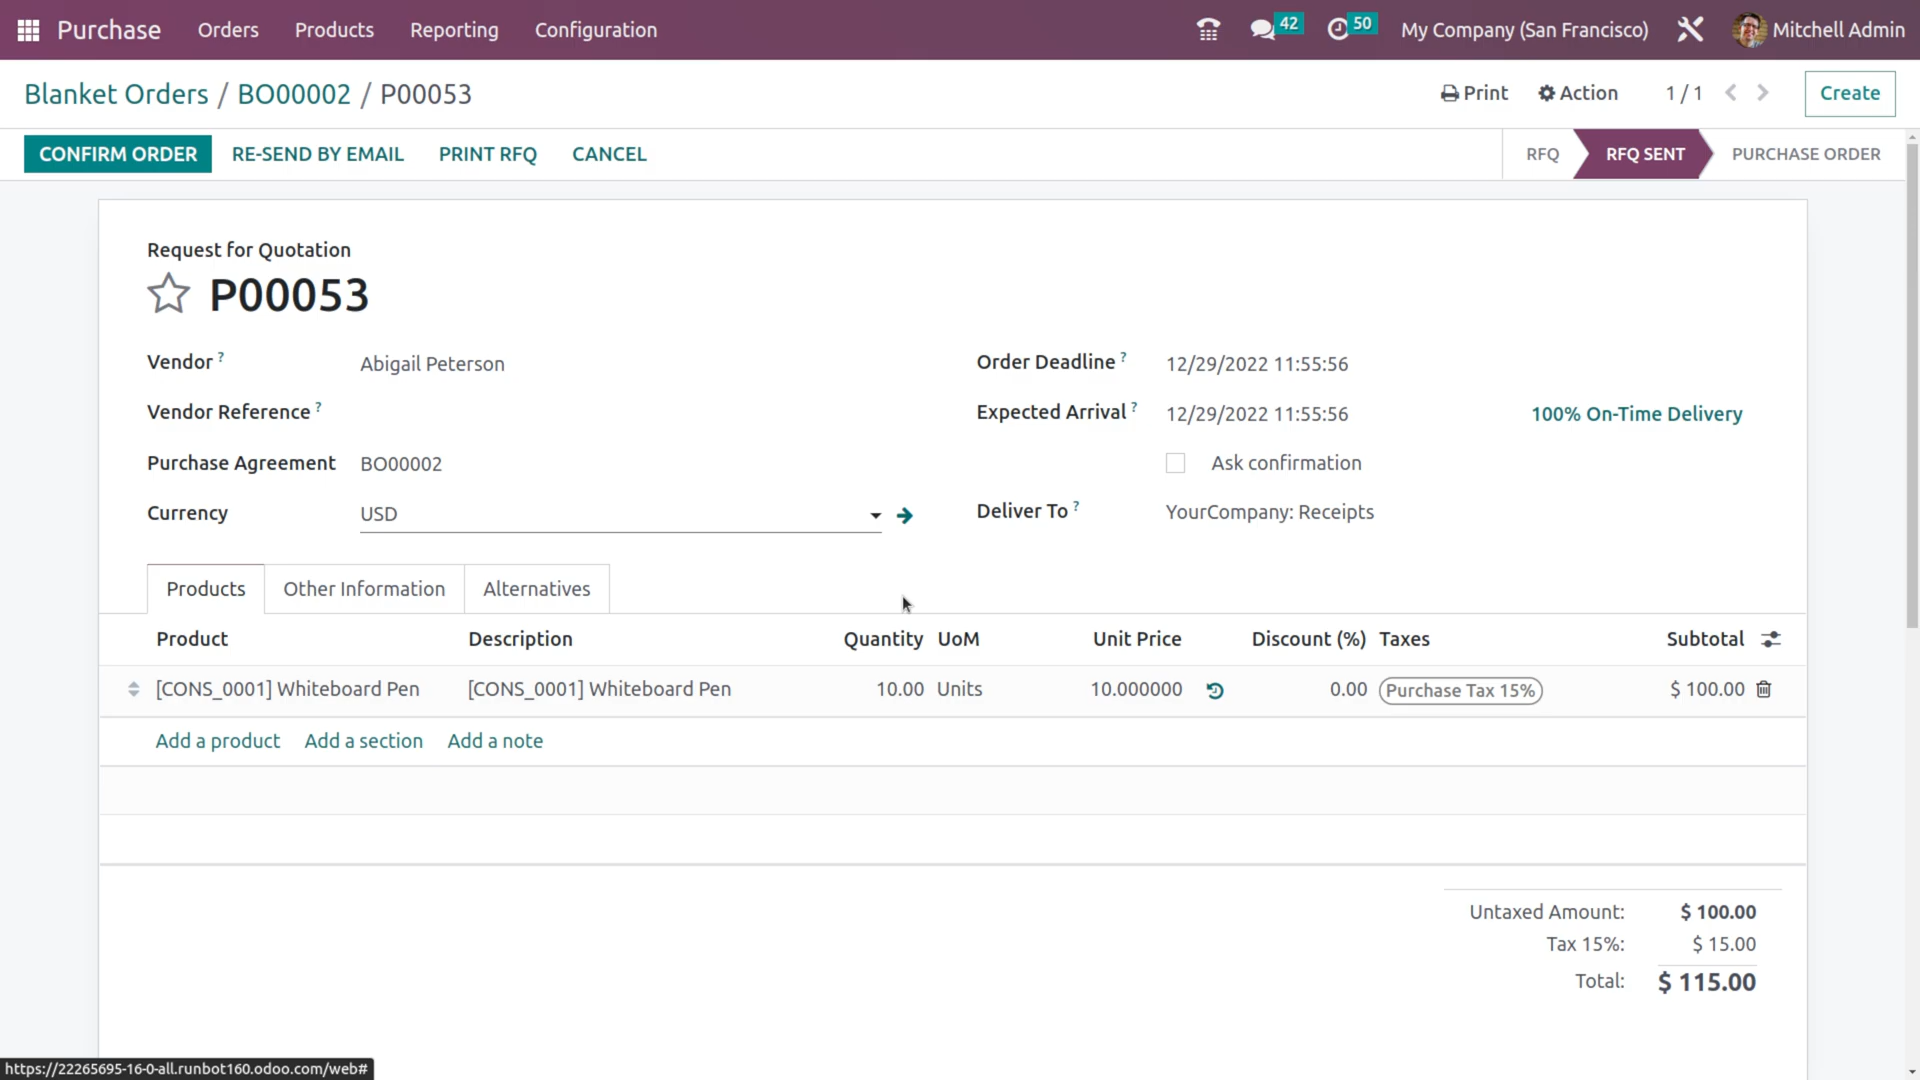 Purchase Orders Products Reporting Configuration 42 50 My Company (San Francisco) Mitchell Admin
Blanket Orders / BO00002 / P00053 Print Action 1 / 1 Create
CONFIRM ORDER RE-SEND BY EMAIL PRINT RFQ CANCEL RFQ RFQ SENT PURCHASE ORDER
Request for Quotation
P00053
Vendor ? Abigail Peterson Order Deadline ? 12/29/2022 11:55:56
Vendor Reference ? Expected Arrival ? 12/29/2022 11:55:56 100% On-Time Delivery
Purchase Agreement BO00002 Ask confirmation
Currency USD Deliver To ? YourCompany: Receipts
Products Other Information Alternatives
Product Description Quantity UoM Unit Price Discount (%) Taxes Subtotal
[CONS_0001] Whiteboard Pen [CONS_0001] Whiteboard Pen 10.00 Units 10.000000 0.00 Purchase Tax 15% $ 100.00
Add a product Add a section Add a note
Untaxed Amount: $ 100.00
Tax 15%: $ 15.00
Total: $ 115.00
https://22265695-16-0-all.runbot160.odoo.com/web#